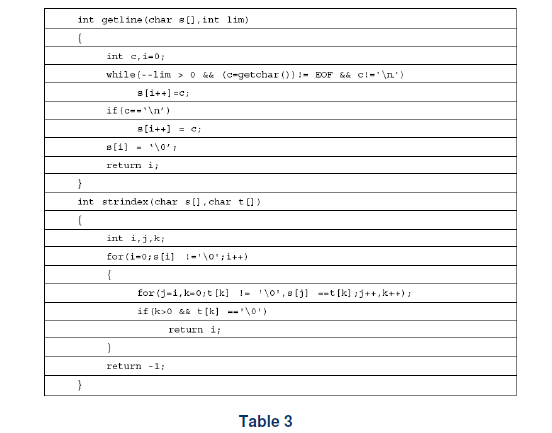 int getline(char s[],int lim)
{
int c,i=0;
while(--lim > 0 && (c=getchar())!= EOF && c!='\n')
s[i++]=c;
if(c=='\n')
s[i++] = c;
s[i] = '\0';
return i;
}
int strindex(char s[],char t[])
{
int i,j,k;
for(i=0;s[i] !='\0';i++)
{
for(j=i,k=0;t[k] != '\0',s[j] ==t[k];j++,k++);
if(k>0 && t[k] =='\0')
return i;
}
return -1;
}
Table 3